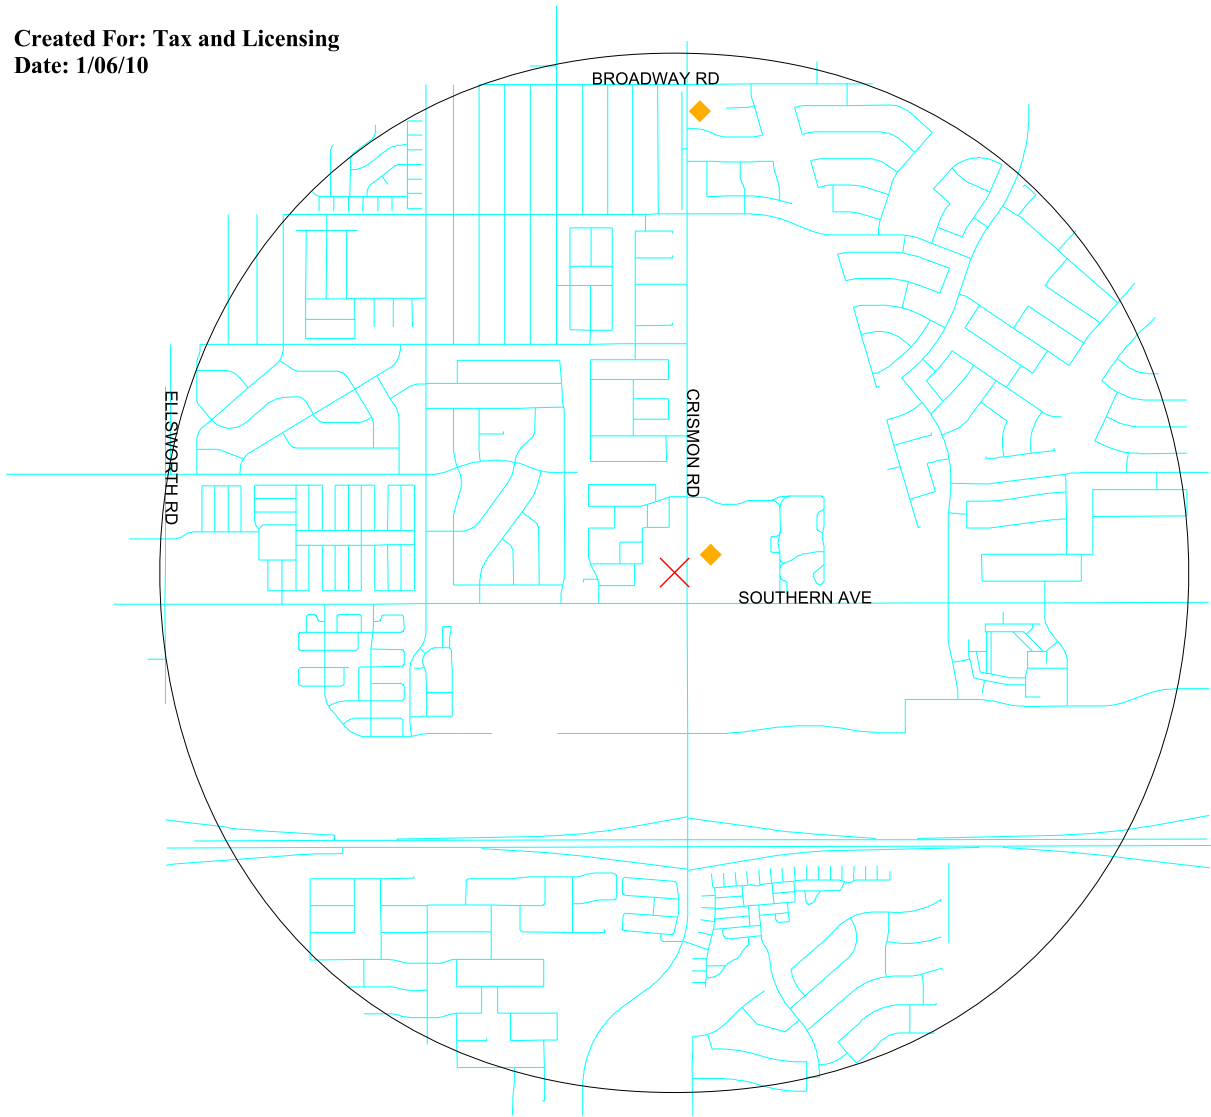 Created For: Tax and Licensing
Date: 1/06/10
BROADWAY RD
ELLSWORTH RD
CRISMON RD
SOUTHERN AVE